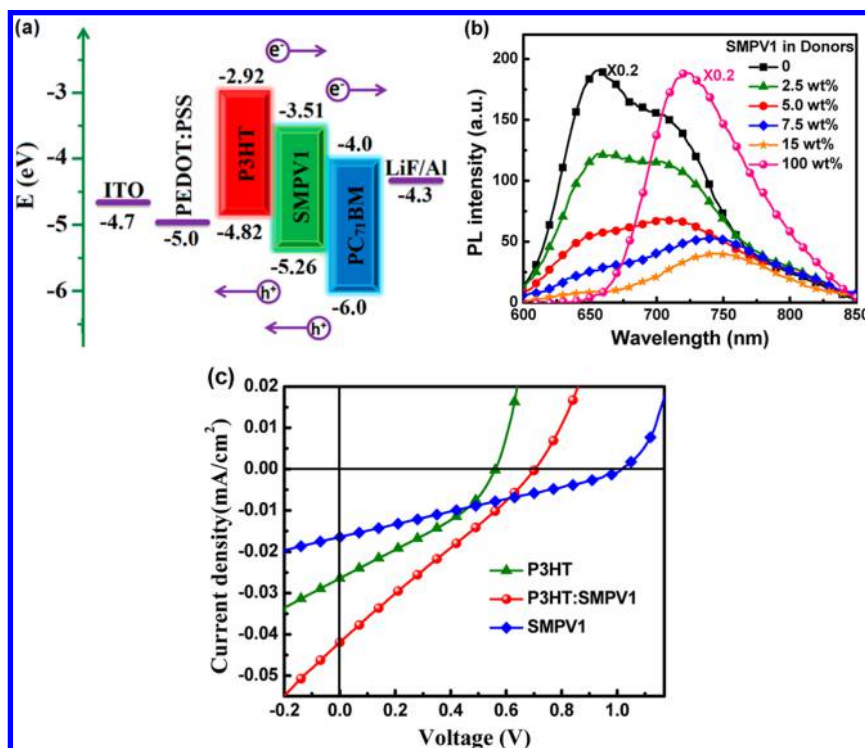 (a)
E (eV)
-3
-4
-5
-6
ITO
-4.7
PEDOT:PSS
-5.0
-2.92
P3HT
-4.82
-3.51
SMPV1
-5.26
-4.0
PC71BM
-6.0
LiF/Al
-4.3
e-
e-
h+
h+
(b)
PL intensity (a.u.)
200
150
100
50
0
600 650 700 750 800 850
Wavelength (nm)
X0.2
X0.2
SMPV1 in Donors
0
2.5 wt%
5.0 wt%
7.5 wt%
15 wt%
100 wt%
(c)
Current density(mA/cm2)
0.02
0.01
0.00
-0.01
-0.02
-0.03
-0.04
-0.05
-0.2 0.0 0.2 0.4 0.6 0.8 1.0
Voltage (V)
P3HT
P3HT:SMPV1
SMPV1